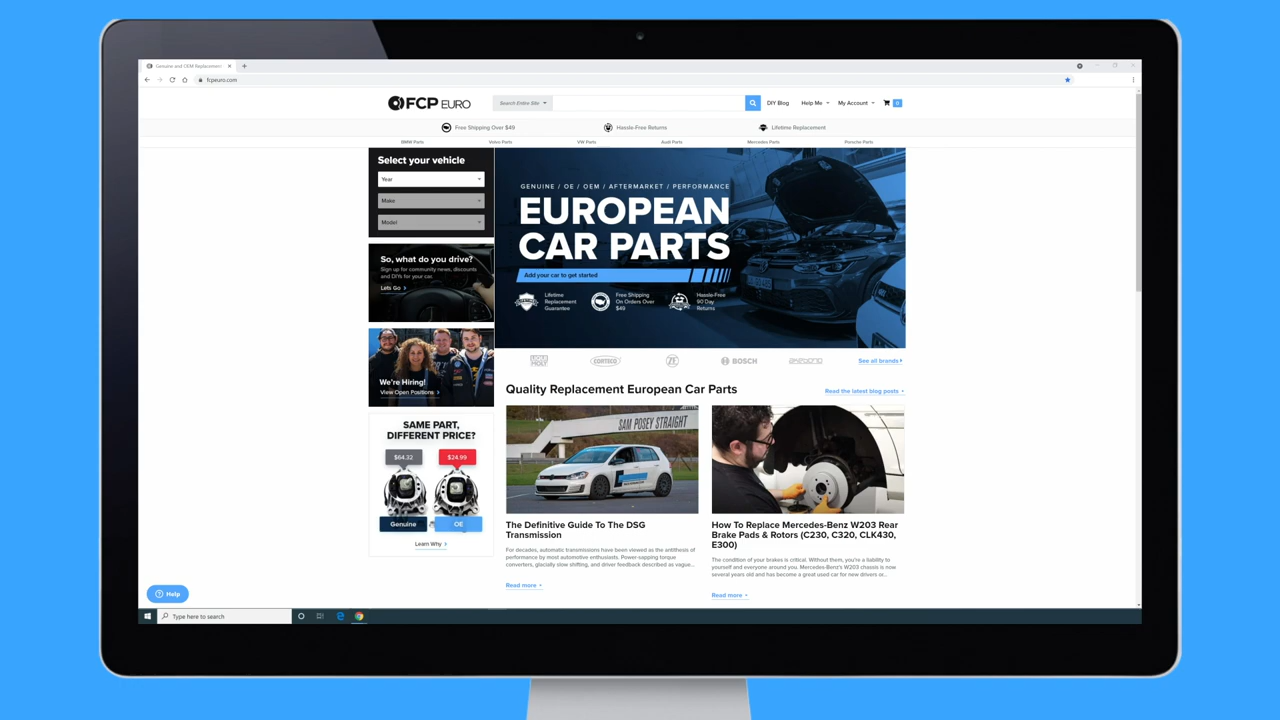 Genuine and OEM Replacement
fcpeuro.com
FCP EURO
Search Entire Site
DIY Blog
Help Me
My Account
0
Free Shipping Over $49
Hassle-Free Returns
Lifetime Replacement
BMW Parts
Volvo Parts
VW Parts
Audi Parts
Mercedes Parts
Porsche Parts
Select your vehicle
Year
Make
Model
GENUINE / OE / OEM / AFTERMARKET / PERFORMANCE
EUROPEAN
CAR PARTS
Add your car to get started
Lifetime
Replacement
Guarantee
Free Shipping
On Orders Over
$49
Hassle-Free
90 Day
Returns
So, what do you drive?
Sign up for community news, discounts
and DIYs for your car.
Lets Go
We're Hiring!
View Open Positions
LIQUI MOLY
CORTECO
ZF
BOSCH
See all brands
Quality Replacement European Car Parts
Read the latest blog posts
SAME PART,
DIFFERENT PRICE?
$64.32
$24.99
Genuine
OE
Learn Why
SAM POSEY STRAIGHT
The Definitive Guide To The DSG
Transmission
For decades, automatic transmissions have been viewed as the antithesis of
performance by most automotive enthusiasts. Power-sapping torque
converters, glacially slow shifting, and driver feedback described as vague...
Read more
How To Replace Mercedes-Benz W203 Rear
Brake Pads & Rotors (C230, C320, CLK430,
E300)
The condition of your brakes is critical. Without them, you're a liability to
yourself and everyone around you. Mercedes-Benz's W203 chassis is now
several years old and has become a great used car for new drivers or...
Read more
Help
Type here to search